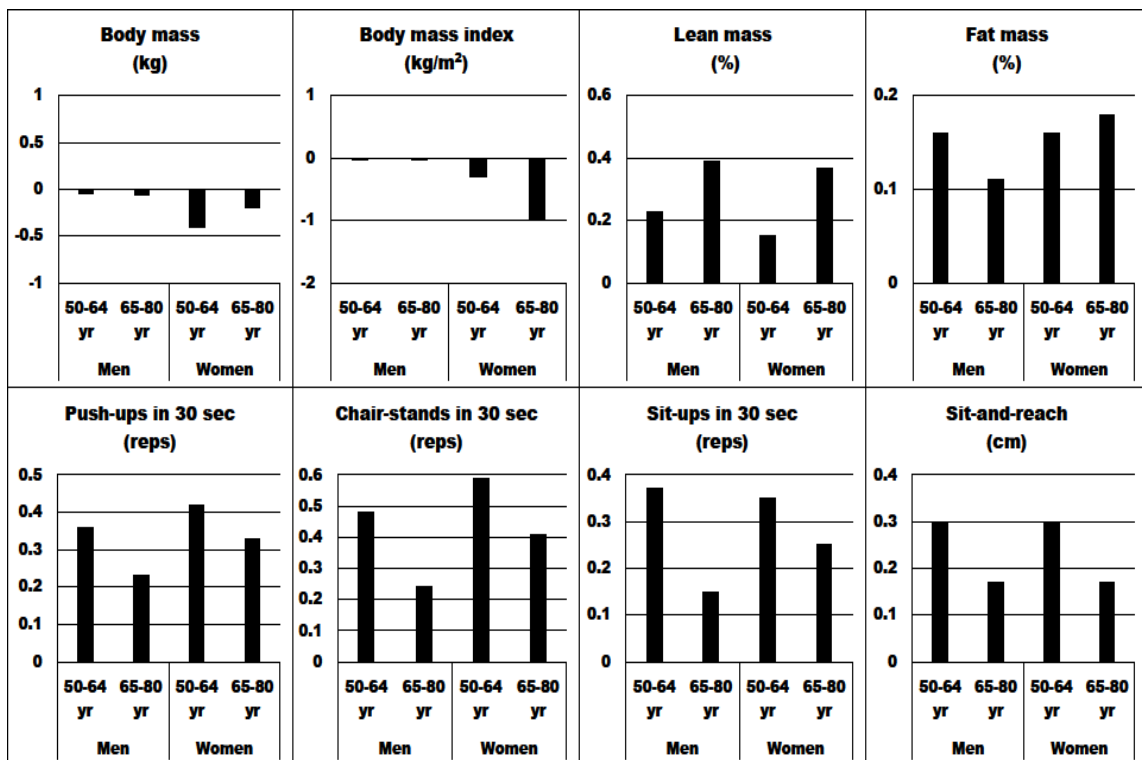 Body mass
(kg)
1
0.5
0
-0.5
-1
50-64 65-80 50-64 65-80
yr yr yr yr
Men Women
Body mass index
(kg/m²)
1
0
-1
-2
50-64 65-80 50-64 65-80
yr yr yr yr
Men Women
Lean mass
(%)
0.6
0.4
0.2
0
50-64 65-80 50-64 65-80
yr yr yr yr
Men Women
Fat mass
(%)
0.2
0.1
0
50-64 65-80 50-64 65-80
yr yr yr yr
Men Women
Push-ups in 30 sec
(reps)
0.5
0.4
0.3
0.2
0.1
0
50-64 65-80 50-64 65-80
yr yr yr yr
Men Women
Chair-stands in 30 sec
(reps)
0.6
0.5
0.4
0.3
0.2
0.1
0
50-64 65-80 50-64 65-80
yr yr yr yr
Men Women
Sit-ups in 30 sec
(reps)
0.4
0.3
0.2
0.1
0
50-64 65-80 50-64 65-80
yr yr yr yr
Men Women
Sit-and-reach
(cm)
0.4
0.3
0.2
0.1
0
50-64 65-80 50-64 65-80
yr yr yr yr
Men Women